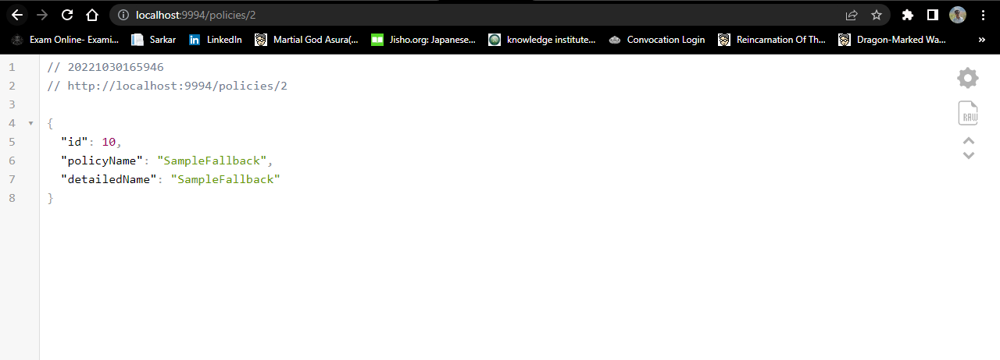 localhost:9994/policies/2
Exam Online- Exami... Sarkar LinkedIn Martial God Asura(... Jisho.org: Japanese... knowledge institute... Convocation Login Reincarnation Of Th... Dragon-Marked Wa... »
1 // 20221030165946
2 // http://localhost:9994/policies/2
3
4 {
5 "id": 10,
6 "policyName": "SampleFallback",
7 "detailedName": "SampleFallback"
8 }
RAW